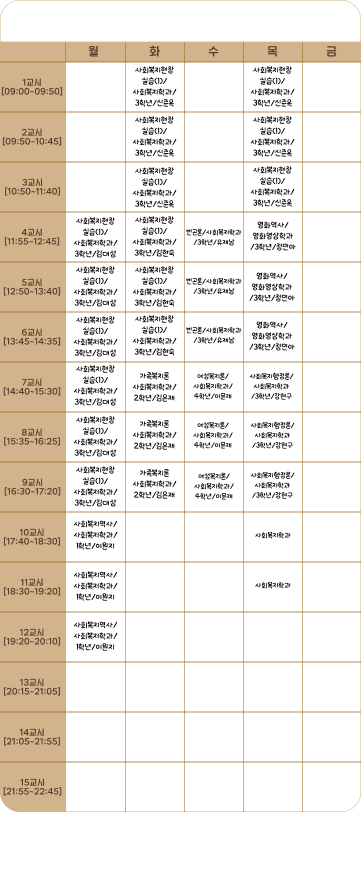 월 화 수 목 금
1교시
[09:00~09:50]
사회복지현장
실습(1)/
사회복지학과/
3학년/신준옥
사회복지현장
실습(1)/
사회복지학과/
3학년/신준옥
2교시
[09:50~10:45]
사회복지현장
실습(1)/
사회복지학과/
3학년/신준옥
사회복지현장
실습(1)/
사회복지학과/
3학년/신준옥
3교시
[10:50~11:40]
사회복지현장
실습(1)/
사회복지학과/
3학년/신준옥
사회복지현장
실습(1)/
사회복지학과/
3학년/신준옥
4교시
[11:55~12:45]
사회복지현장
실습(1)/
사회복지학과/
3학년/김대성
사회복지현장
실습(1)/
사회복지학과/
3학년/김현숙
빈곤론/사회복지학과
/3학년/유재남
영화역사/
영화영상학과
/3학년/장연아
5교시
[12:50~13:40]
사회복지현장
실습(1)/
사회복지학과/
3학년/김대성
사회복지현장
실습(1)/
사회복지학과/
3학년/김현숙
빈곤론/사회복지학과
/3학년/유재남
영화역사/
영화영상학과
/3학년/장연아
6교시
[13:45~14:35]
사회복지현장
실습(1)/
사회복지학과/
3학년/김대성
사회복지현장
실습(1)/
사회복지학과/
3학년/김현숙
빈곤론/사회복지학과
/3학년/유재남
영화역사/
영화영상학과
/3학년/장연아
7교시
[14:40~15:30]
사회복지현장
실습(1)/
사회복지학과/
3학년/김대성
가족복지론
사회복지학과/
2학년/김은재
여성복지론/
사회복지학과/
4학년/이문재
사회복지행정론/
사회복지학과
/3학년/강현구
8교시
[15:35~16:25]
사회복지현장
실습(1)/
사회복지학과/
3학년/김대성
가족복지론
사회복지학과/
2학년/김은재
여성복지론/
사회복지학과/
4학년/이문재
사회복지행정론/
사회복지학과
/3학년/강현구
9교시
[16:30~17:20]
사회복지현장
실습(1)/
사회복지학과/
3학년/김대성
가족복지론
사회복지학과/
2학년/김은재
여성복지론/
사회복지학과/
4학년/이문재
사회복지행정론/
사회복지학과
/3학년/강현구
10교시
[17:40~18:30]
사회복지역사/
사회복지학과/
1학년/이원지
사회복지학과
11교시
[18:30~19:20]
사회복지역사/
사회복지학과/
1학년/이원지
사회복지학과
12교시
[19:20~20:10]
사회복지역사/
사회복지학과/
1학년/이원지
13교시
[20:15~21:05]
14교시
[21:05~21:55]
15교시
[21:55~22:45]